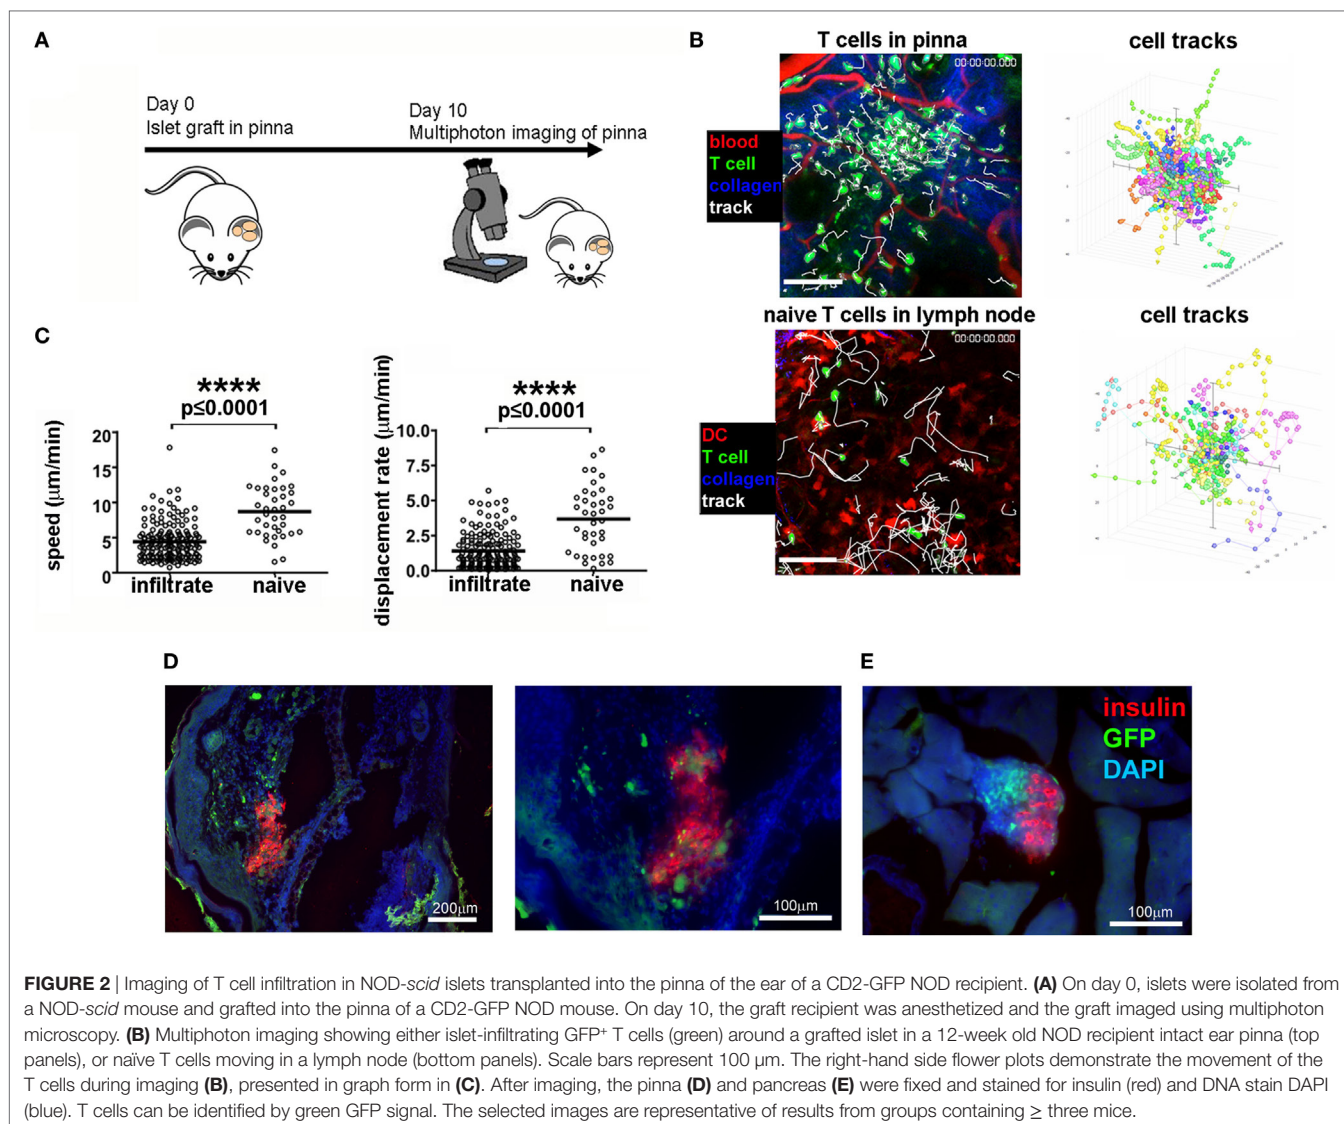 A
Day 0
Islet graft in pinna
Day 10
Multiphoton imaging of pinna
B
T cells in pinna
cell tracks
00:00:00.000
blood
T cell
collagen
track
naive T cells in lymph node
cell tracks
00:00:00.000
DC
T cell
collagen
track
C
****
p≤0.0001
speed (μm/min)
20
15
10
5
0
infiltrate naive
****
p≤0.0001
displacement rate (μm/min)
10.0
7.5
5.0
2.5
0.0
infiltrate naive
D
200μm
100μm
E
insulin
GFP
DAPI
100μm
FIGURE 2 | Imaging of T cell infiltration in NOD-scid islets transplanted into the pinna of the ear of a CD2-GFP NOD recipient. (A) On day 0, islets were isolated from
a NOD-scid mouse and grafted into the pinna of a CD2-GFP NOD mouse. On day 10, the graft recipient was anesthetized and the graft imaged using multiphoton
microscopy. (B) Multiphoton imaging showing either islet-infiltrating GFP⁺ T cells (green) around a grafted islet in a 12-week old NOD recipient intact ear pinna (top
panels), or naïve T cells moving in a lymph node (bottom panels). Scale bars represent 100 μm. The right-hand side flower plots demonstrate the movement of the
T cells during imaging (B), presented in graph form in (C). After imaging, the pinna (D) and pancreas (E) were fixed and stained for insulin (red) and DNA stain DAPI
(blue). T cells can be identified by green GFP signal. The selected images are representative of results from groups containing ≥ three mice.